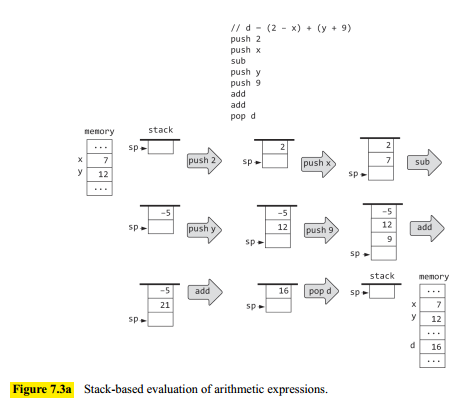 // d - (2 - x) + (y + 9)
push 2
push x
sub
push y
push 9
add
add
pop d
memory stack
...
x 7
y 12
...
sp
push 2
2
sp
push x
2
7
sp
sub
-5
sp
push y
-5
12
sp
push 9
-5
12
9
sp
add
-5
21
sp
add
16
sp
pop d
stack memory
sp
...
x 7
y 12
...
d 16
...
Figure 7.3a Stack-based evaluation of arithmetic expressions.